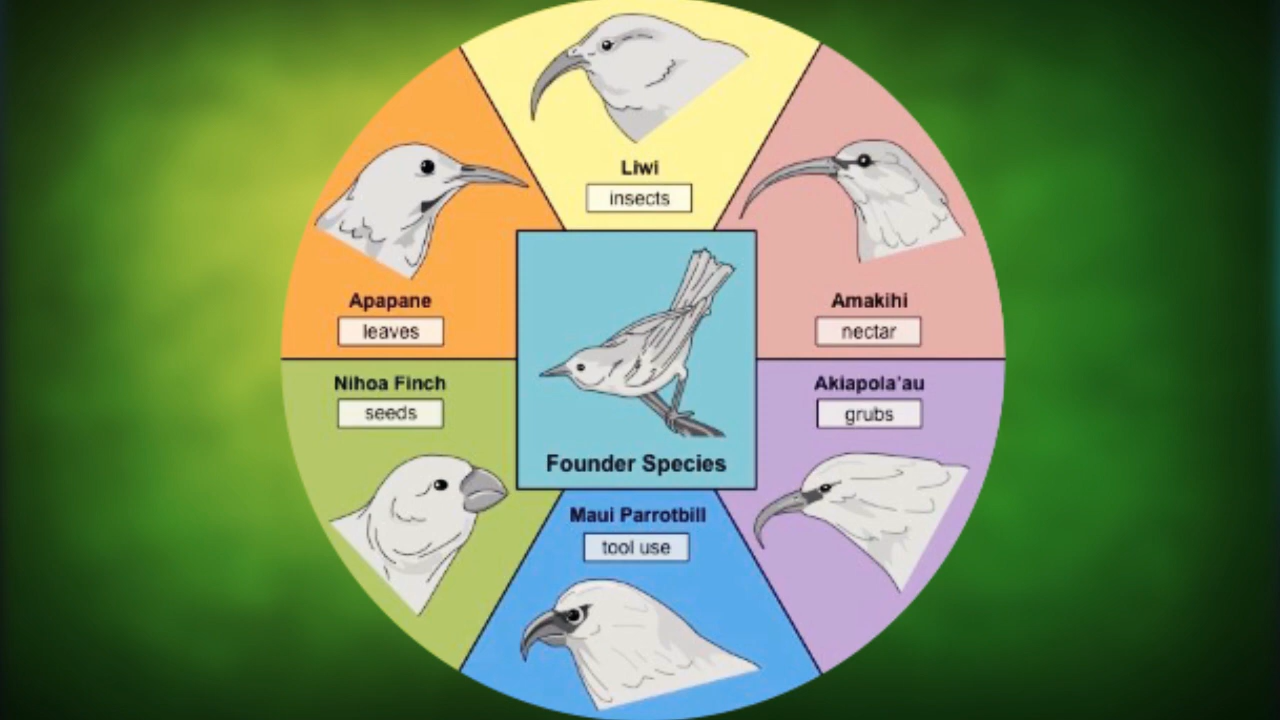 Liwi
insects
Apapane
leaves
Amakihi
nectar
Nihoa Finch
seeds
Akiapola'au
grubs
Founder Species
Maui Parrotbill
tool use